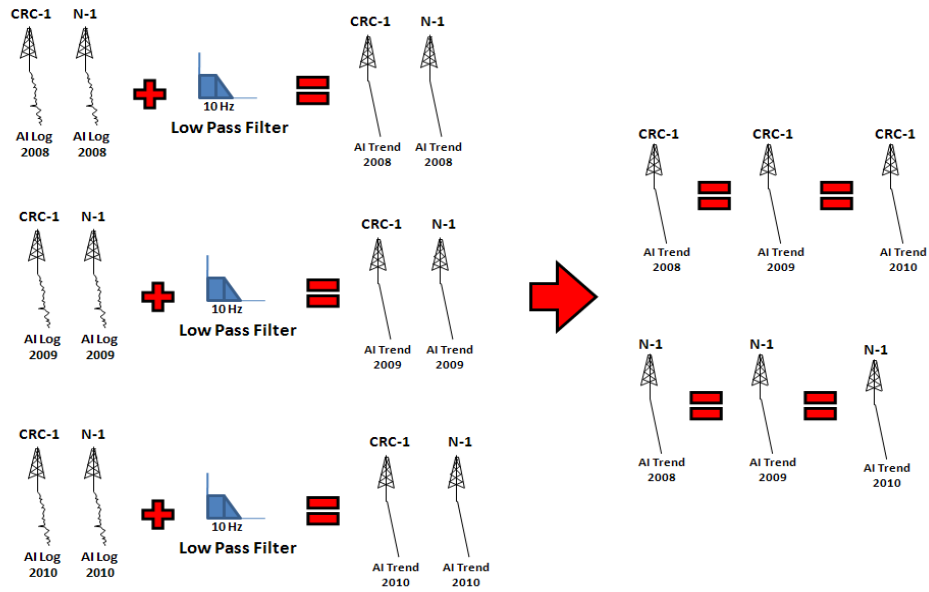 CRC-1 N-1
10 Hz
Low Pass Filter
AI Log AI Log
2008 2008
CRC-1 N-1
AI Trend AI Trend
2008 2008
CRC-1 N-1
10 Hz
Low Pass Filter
AI Log AI Log
2009 2009
CRC-1 N-1
AI Trend AI Trend
2009 2009
CRC-1 N-1
10 Hz
Low Pass Filter
AI Log AI Log
2010 2010
CRC-1 N-1
AI Trend AI Trend
2010 2010
CRC-1 CRC-1 CRC-1
AI Trend AI Trend AI Trend
2008 2009 2010
N-1 N-1 N-1
AI Trend AI Trend AI Trend
2008 2009 2010